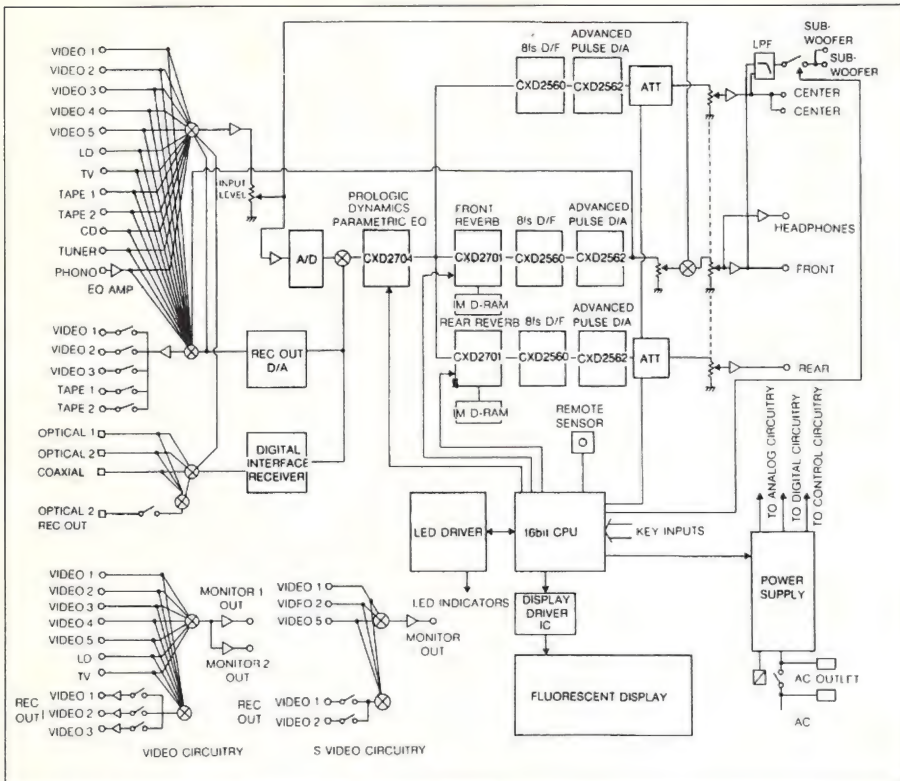 VIDEO 1
VIDEO 2
VIDEO 3
VIDEO 4
VIDEO 5
LD
TV
TAPE 1
TAPE 2
CD
TUNER
PHONO
EQ AMP
INPUT
LEVEL
VIDEO 1
VIDEO 2
VIDEO 3
TAPE 1
TAPE 2
OPTICAL 1
OPTICAL 2
COAXIAL
OPTICAL 2
REC OUT
A/D
REC OUT
D/A
DIGITAL
INTERFACE
RECEIVER
PROLOGIC
DYNAMICS
PARAMETRIC EQ
CXD2704
8fs D/F
CXD2560
ADVANCED
PULSE D/A
CXD2562
ATT
FRONT
REVERB
CXD2701
IM D-RAM
8fs D/F
CXD2560
ADVANCED
PULSE D/A
CXD2562
REAR REVERB
CXD2701
IM D-RAM
8fs D/F
CXD2560
ADVANCED
PULSE D/A
CXD2562
ATT
LPF
SUB-
WOOFER
SUB-
WOOFER
CENTER
CENTER
HEADPHONES
FRONT
REAR
REMOTE
SENSOR
LED DRIVER
16bit CPU
KEY INPUTS
LED INDICATORS
DISPLAY
DRIVER
IC
FLUORESCENT DISPLAY
TO ANALOG CIRCUITRY
TO DIGITAL CIRCUITRY
TO CONTROL CIRCUITRY
POWER
SUPPLY
AC OUTLET
AC
VIDEO 1
VIDEO 2
VIDEO 3
VIDEO 4
VIDEO 5
LD
TV
MONITOR 1
OUT
MONITOR 2
OUT
REC
OUT
VIDEO 1
VIDEO 2
VIDEO 3
VIDEO CIRCUITRY
VIDEO 1
VIDEO 2
VIDEO 5
MONITOR
OUT
REC
OUT
VIDEO 1
VIDEO 2
S VIDEO CIRCUITRY